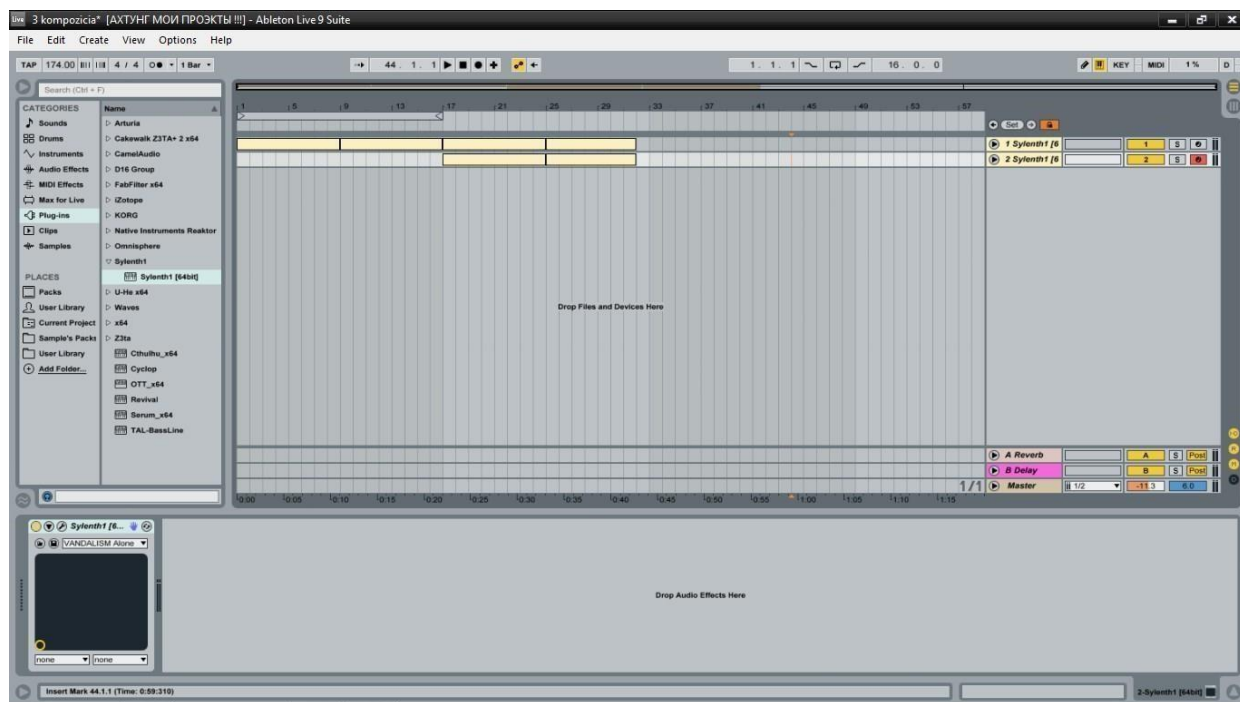 Live 3 kompozicia* [АХТУНГ МОИ ПРОЭКТЫ !!!] - Ableton Live 9 Suite
File Edit Create View Options Help
TAP 174.00 4 / 4 1 Bar 44. 1. 1 1. 1. 1 16. 0. 0 KEY MIDI 1% D
Search (Ctrl + F)
CATEGORIES
Sounds
Drums
Instruments
Audio Effects
MIDI Effects
Max for Live
Plug-ins
Clips
Samples
PLACES
Packs
User Library
Current Project
Sample's Packs
User Library
Add Folder...
Name
Arturia
Cakewalk Z3TA+ 2 x64
CamelAudio
D16 Group
FabFilter x64
iZotope
KORG
Native Instruments Reaktor
Omnisphere
Sylenth1
Sylenth1 [64bit]
U-He x64
Waves
x64
Z3ta
Cthulhu_x64
Cyclop
OTT_x64
Revival
Serum_x64
TAL-BassLine
1 5 9 13 17 21 25 29 33 37 41 45 49 53 57
Set
1 Sylenth1 [6 1 S
2 Sylenth1 [6 2 S
Drop Files and Devices Here
A Reverb A S Post
B Delay B S Post
1/1 Master 1/2 -11.3 6.0
0:00 0:05 0:10 0:15 0:20 0:25 0:30 0:35 0:40 0:45 0:50 0:55 1:00 1:05 1:10 1:15
Sylenth1 [6...
VANDALISM Alone
none none
Drop Audio Effects Here
Insert Mark 44.1.1 (Time: 0:59:310)
2-Sylenth1 [64bit]